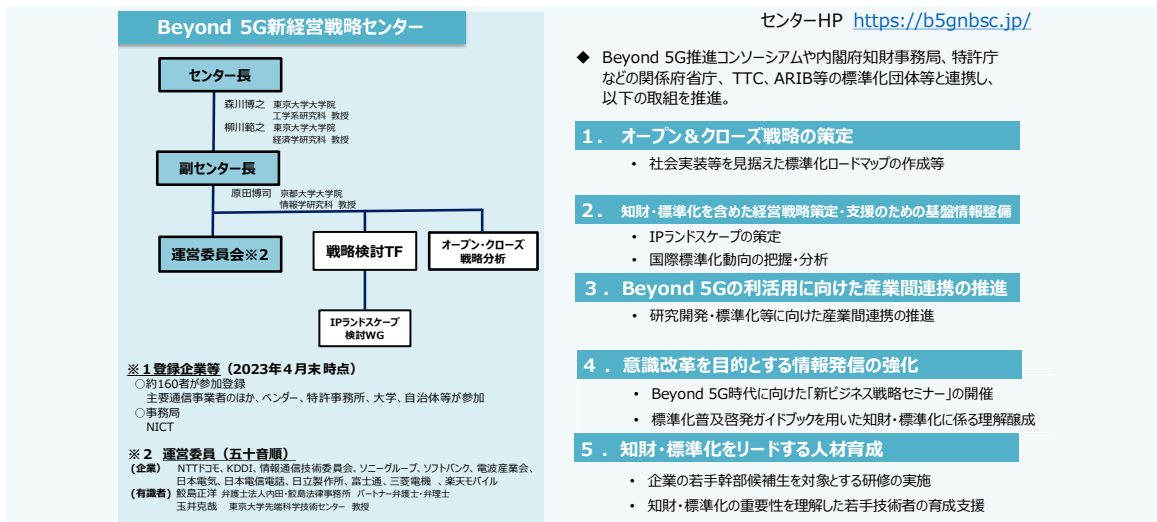 Beyond 5G新経営戦略センター
センター長
森川博之 東京大学大学院
工学系研究科 教授
柳川範之 東京大学大学院
経済学研究科 教授
副センター長
原田博司 京都大学大学院
情報学研究科 教授
運営委員会※2
戦略検討TF
オープン・クローズ
戦略分析
IPランドスケープ
検討WG
※1登録企業等（2023年4月末時点）
○約160者が参加登録
主要通信事業者のほか、ベンダー、特許事務所、大学、自治体等が参加
○事務局
NICT
※2 運営委員（五十音順）
(企業) NTTドコモ、KDDI、情報通信技術委員会、ソニーグループ、ソフトバンク、電波産業会、
日本電気、日本電信電話、日立製作所、富士通、三菱電機 、楽天モバイル
(有識者) 鮫島正洋 弁護士法人内田・鮫島法律事務所 パートナー弁護士・弁理士
玉井克哉 東京大学先端科学技術センター 教授
センターHP https://b5gnbsc.jp/
◆ Beyond 5G推進コンソーシアムや内閣府知財事務局、特許庁
などの関係府省庁、TTC、ARIB等の標準化団体等と連携し、
以下の取組を推進。
1. オープン＆クローズ戦略の策定
• 社会実装等を見据えた標準化ロードマップの作成等
2. 知財・標準化を含めた経営戦略策定・支援のための基盤情報整備
• IPランドスケープの策定
• 国際標準化動向の把握・分析
3. Beyond 5Gの利活用に向けた産業間連携の推進
• 研究開発・標準化等に向けた産業間連携の推進
4. 意識改革を目的とする情報発信の強化
• Beyond 5G時代に向けた「新ビジネス戦略セミナー」の開催
• 標準化普及啓発ガイドブックを用いた知財・標準化に係る理解醸成
5. 知財・標準化をリードする人材育成
• 企業の若手幹部候補生を対象とする研修の実施
• 知財・標準化の重要性を理解した若手技術者の育成支援